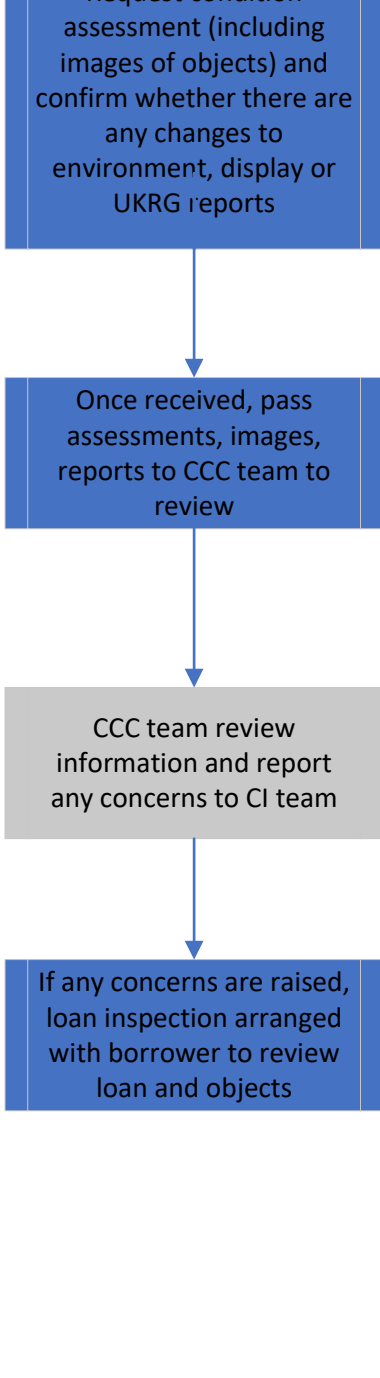 Request condition
assessment (including
images of objects) and
confirm whether there are
any changes to
environment, display or
UKRG reports
Once received, pass
assessments, images,
reports to CCC team to
review
CCC team review
information and report
any concerns to CI team
If any concerns are raised,
loan inspection arranged
with borrower to review
loan and objects